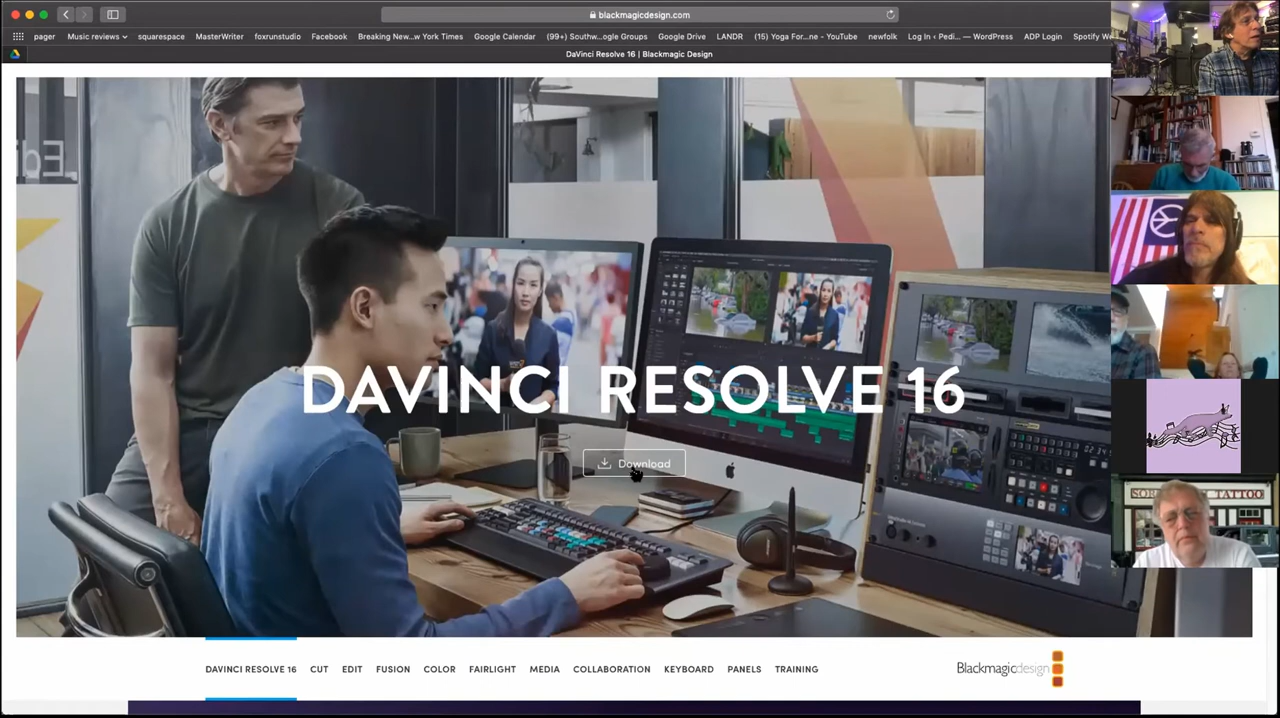 blackmagicdesign.com
pager Music reviews squarespace MasterWriter foxrunstudio Facebook Breaking New...w York Times Google Calendar (99+) Southw...ogle Groups Google Drive LANDR (15) Yoga For...ne - YouTube newfolk Log In ‹ Pedi... — WordPress ADP Login Spotify We
DaVinci Resolve 16 | Blackmagic Design
DAVINCI RESOLVE 16
Download
DAVINCI RESOLVE 16 CUT EDIT FUSION COLOR FAIRLIGHT MEDIA COLLABORATION KEYBOARD PANELS TRAINING
Blackmagicdesign
TATTOO